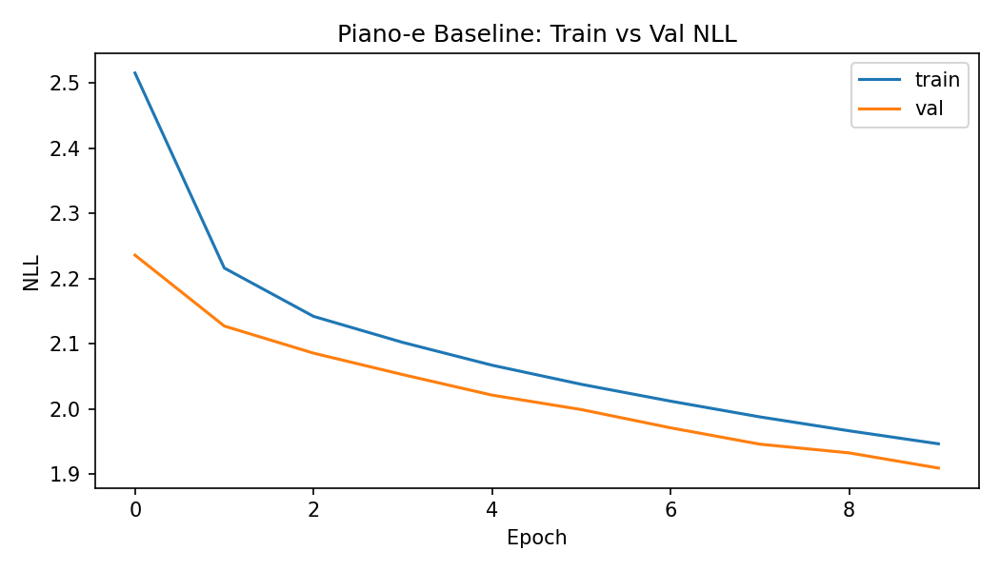 Piano-e Baseline: Train vs Val NLL
train
val
2.5
2.4
2.3
2.2
2.1
2.0
1.9
NLL
0 2 4 6 8
Epoch